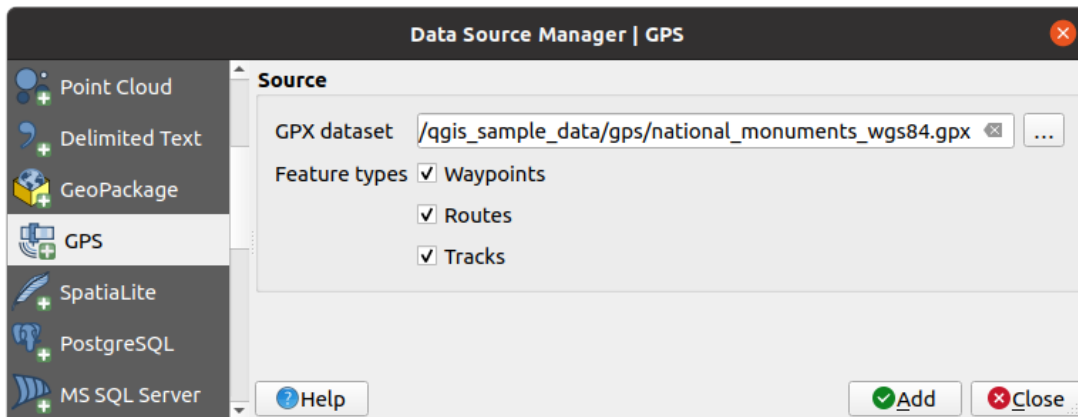 Data Source Manager | GPS
Point Cloud
Delimited Text
GeoPackage
GPS
SpatiaLite
PostgreSQL
MS SQL Server
Source
GPX dataset /qgis_sample_data/gps/national_monuments_wgs84.gpx ...
Feature types Waypoints
Routes
Tracks
Help Add Close